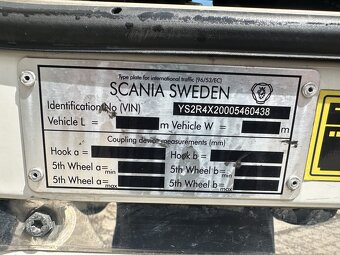 Type plate for international traffic (96/53/EC)
SCANIA SWEDEN
Identification No (VIN) YS2R4X20005460438
Vehicle L = m Vehicle W = m
Coupling device measurements (mm)
Hook a = Hook b =
5th Wheel a=min 5th Wheel b=min
5th Wheel a=max 5th Wheel b=max